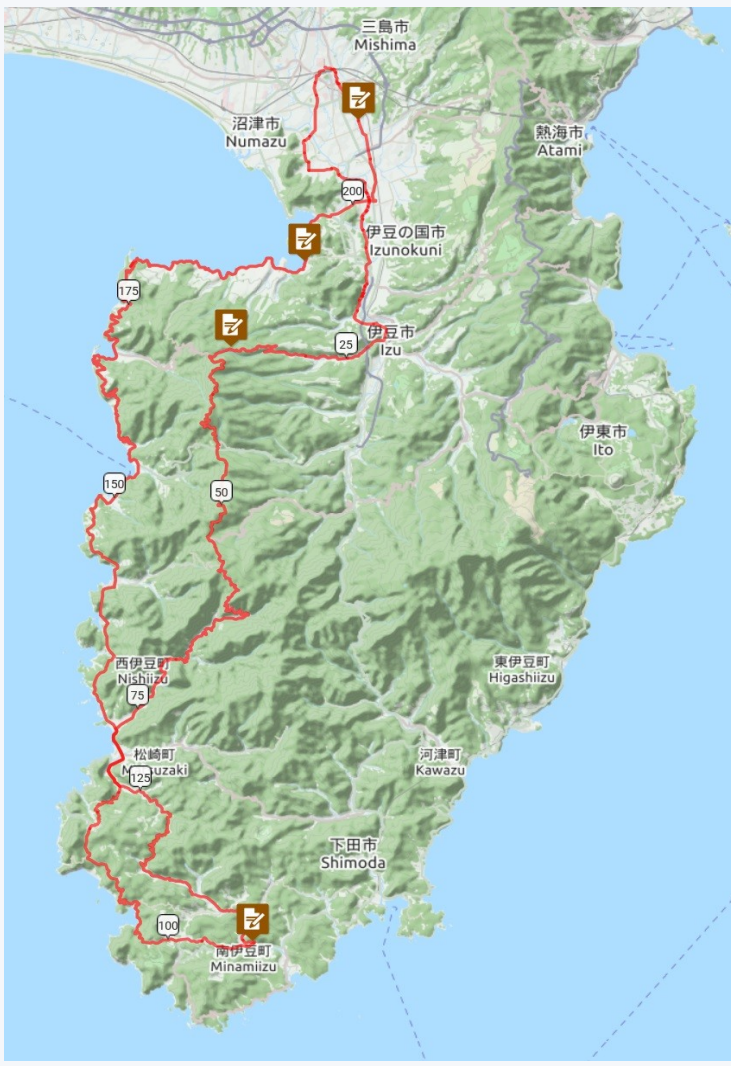 三島市
Mishima
沼津市
Numazu
熱海市
Atami
200
伊豆の国市
Izunokuni
175
伊豆市
Izu
25
伊東市
Ito
150
50
西伊豆町
Nishiizu
東伊豆町
Higashiizu
75
松崎町
河津町
Kawazu
125
下田市
Shimoda
100
南伊豆町
Minamiizu